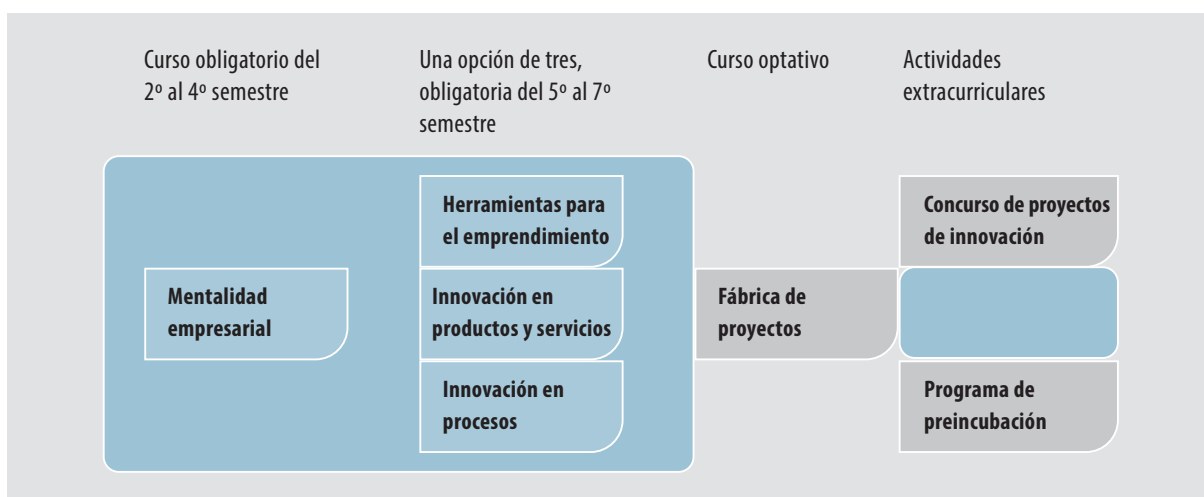 Curso obligatorio del
2º al 4º semestre
Una opción de tres,
obligatoria del 5º al 7º
semestre
Curso optativo
Actividades
extracurriculares
Mentalidad
empresarial
Herramientas para
el emprendimiento
Innovación en
productos y servicios
Innovación en
procesos
Fábrica de
proyectos
Concurso de proyectos
de innovación
Programa de
preincubación